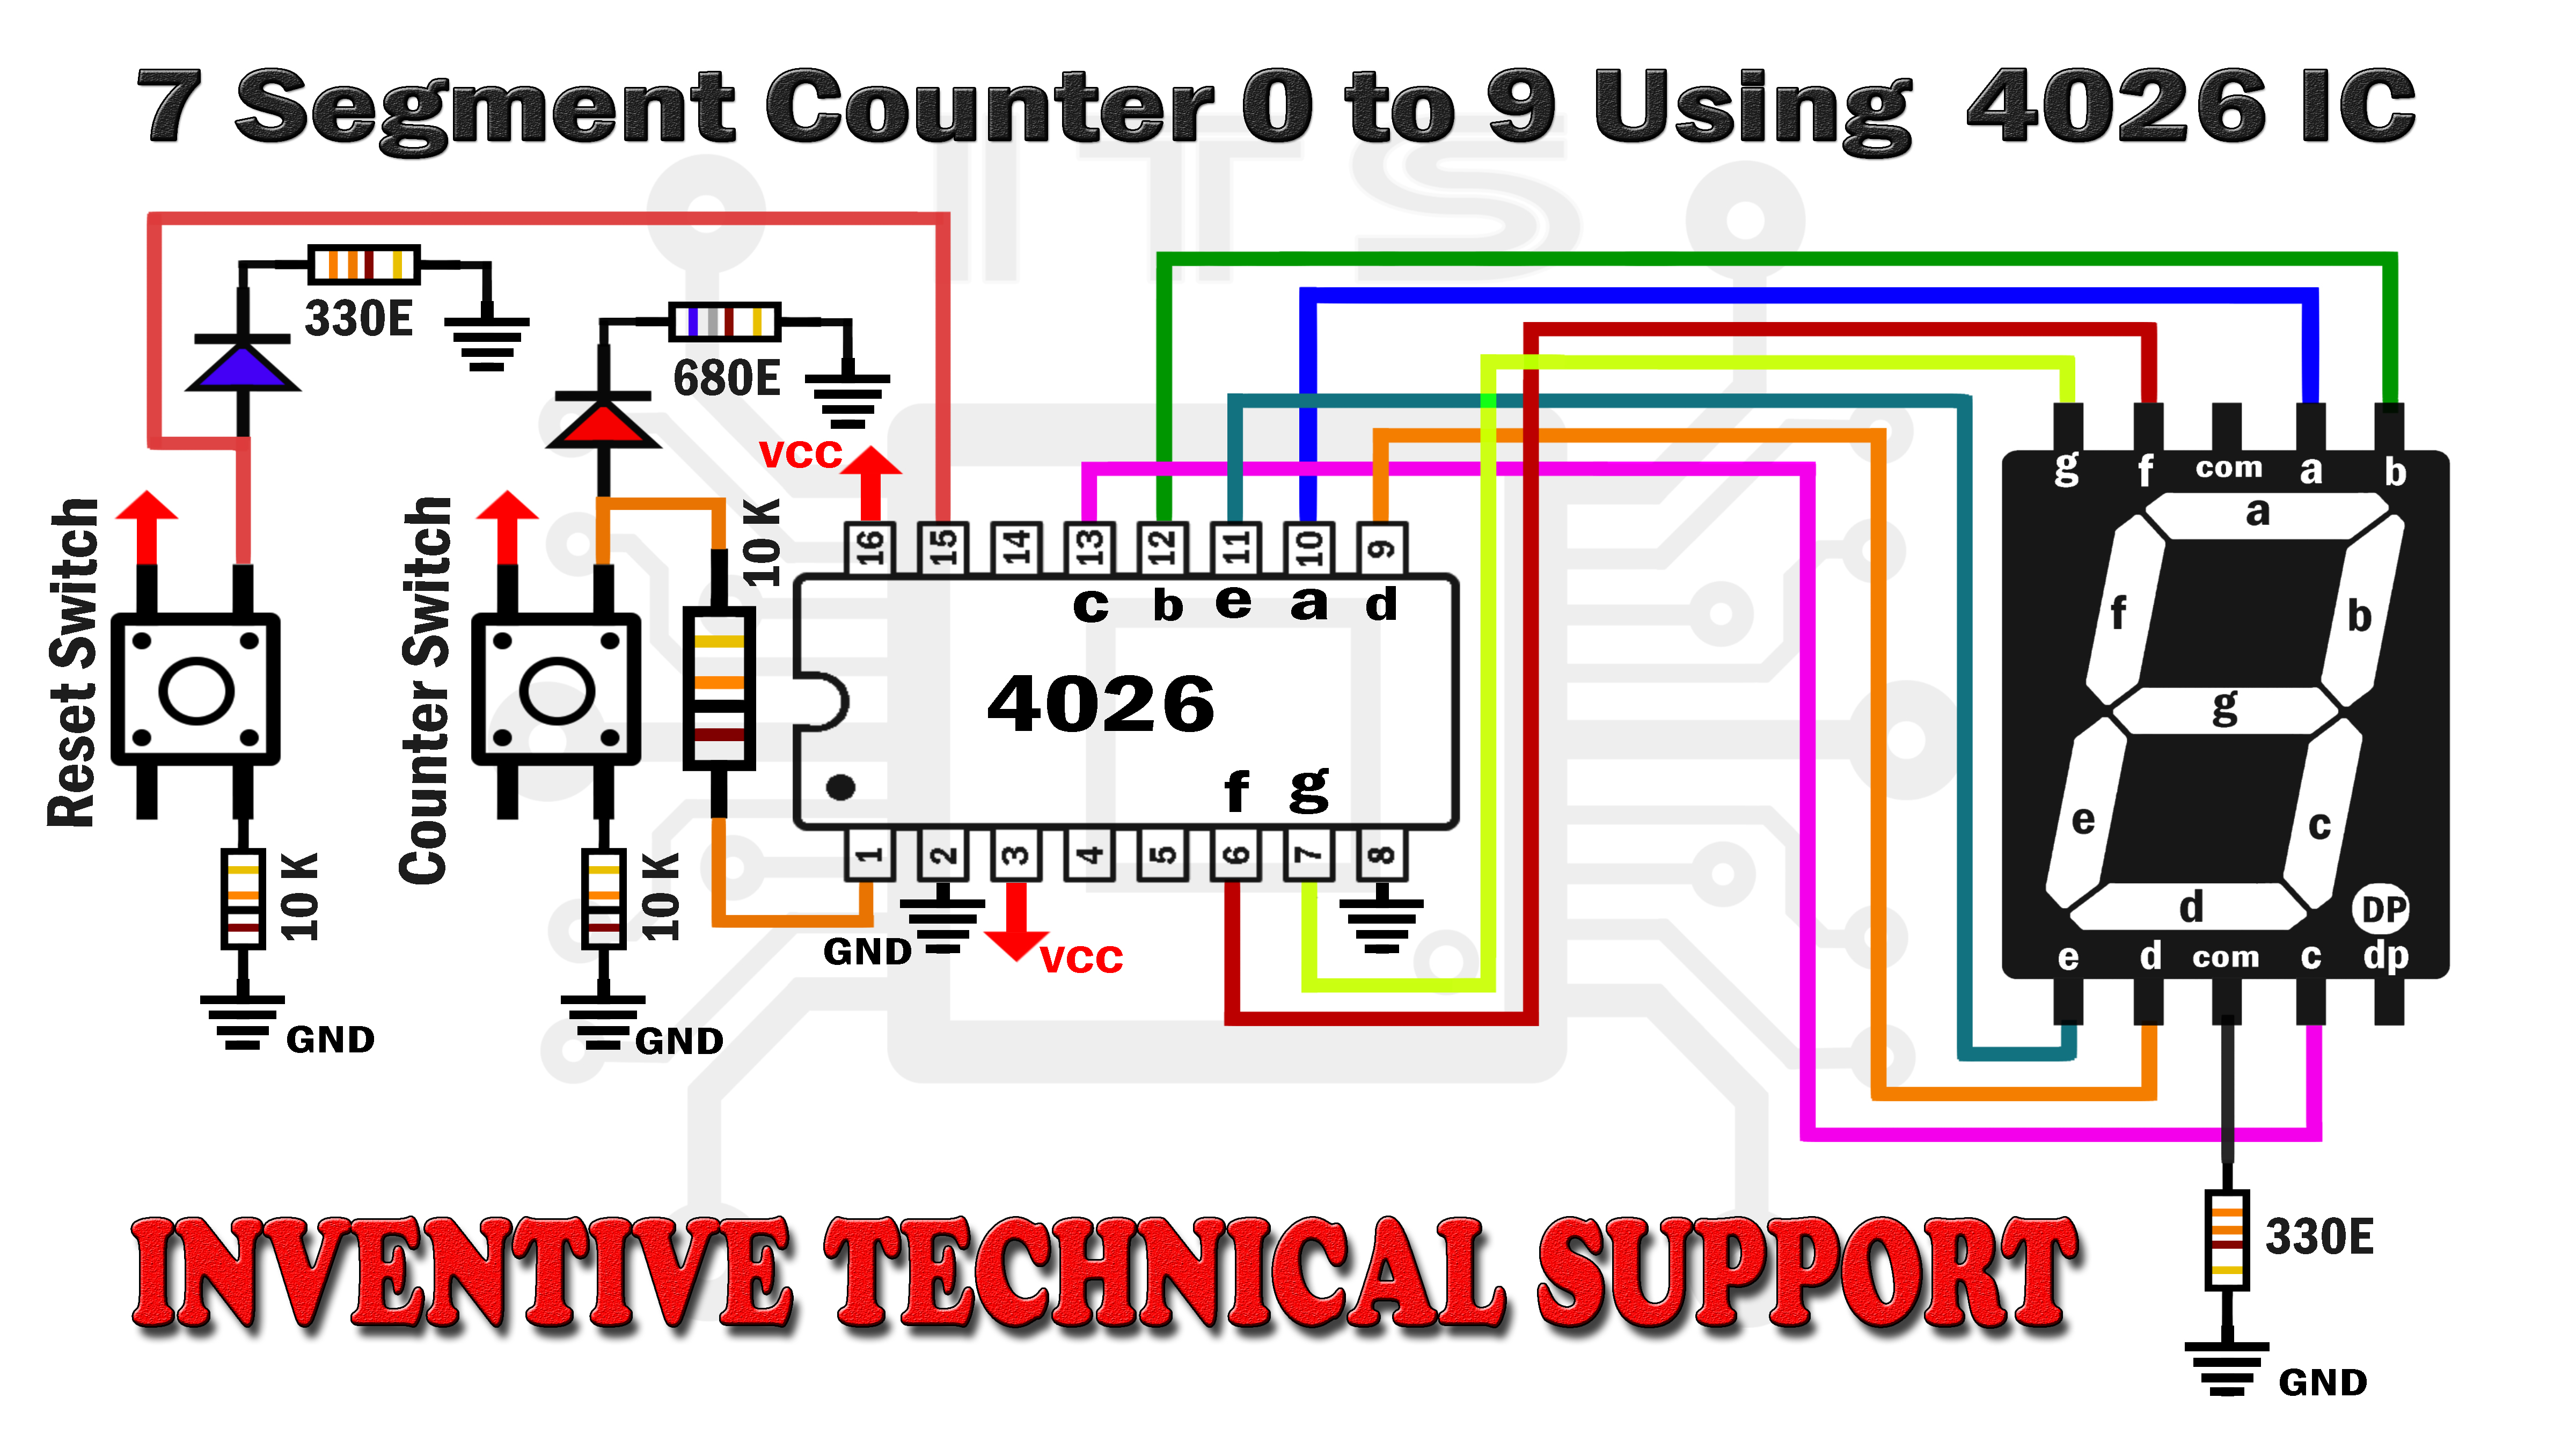 7 Segment Counter 0 to 9 Using 4026 IC
ITS
330E
680E
VCC
Reset Switch
Counter Switch
10 K
16 15 14 13 12 11 10 9
c b e a d
4026
f g
1 2 3 4 5 6 7 8
GND
VCC
10 K
GND
10 K
GND
g f com a b
a
f
b
g
e
c
d
DP
e d com c dp
330E
GND
INVENTIVE TECHNICAL SUPPORT